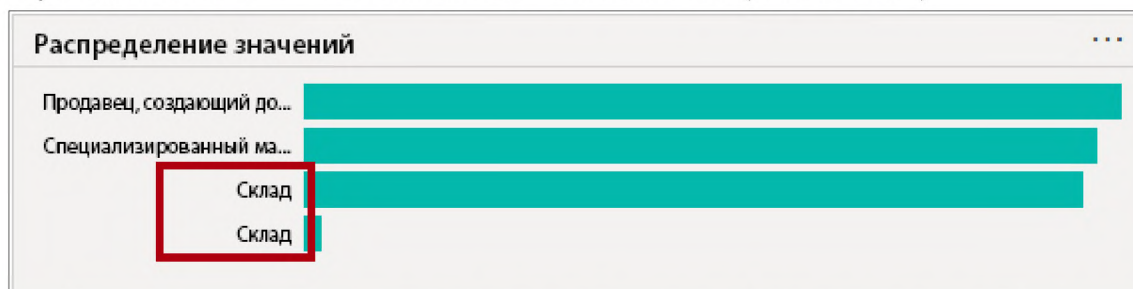 Распределение значений
...
Продавец, создающий до...
Специализированный ма...
Склад
Склад